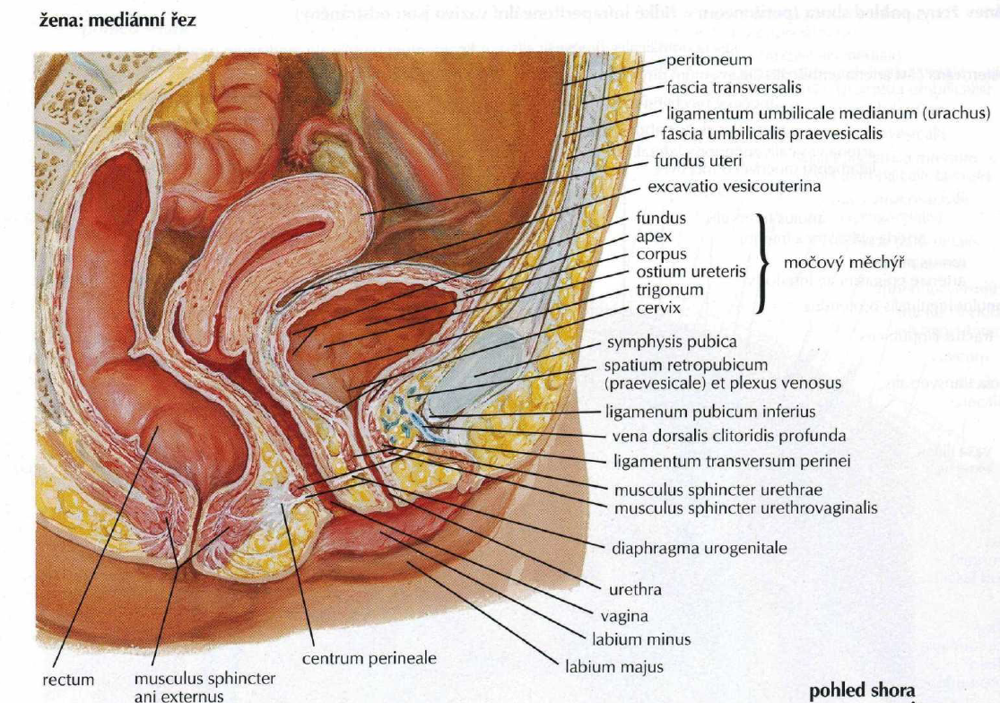 žena: mediánní řez
peritoneum
fascia transversalis
ligamentum umbilicale medianum (urachus)
fascia umbilicalis praevesicalis
fundus uteri
excavatio vesicouterina
fundus
apex
corpus
ostium ureteris
trigonum
cervix
močový měchýř
symphysis pubica
spatium retropubicum
(praevesicale) et plexus venosus
ligamenum pubicum inferius
vena dorsalis clitoridis profunda
ligamentum transversum perinei
musculus sphincter urethrae
musculus sphincter urethrovaginalis
diaphragma urogenitale
urethra
vagina
labium minus
labium majus
centrum perineale
rectum
musculus sphincter
ani externus
pohled shora